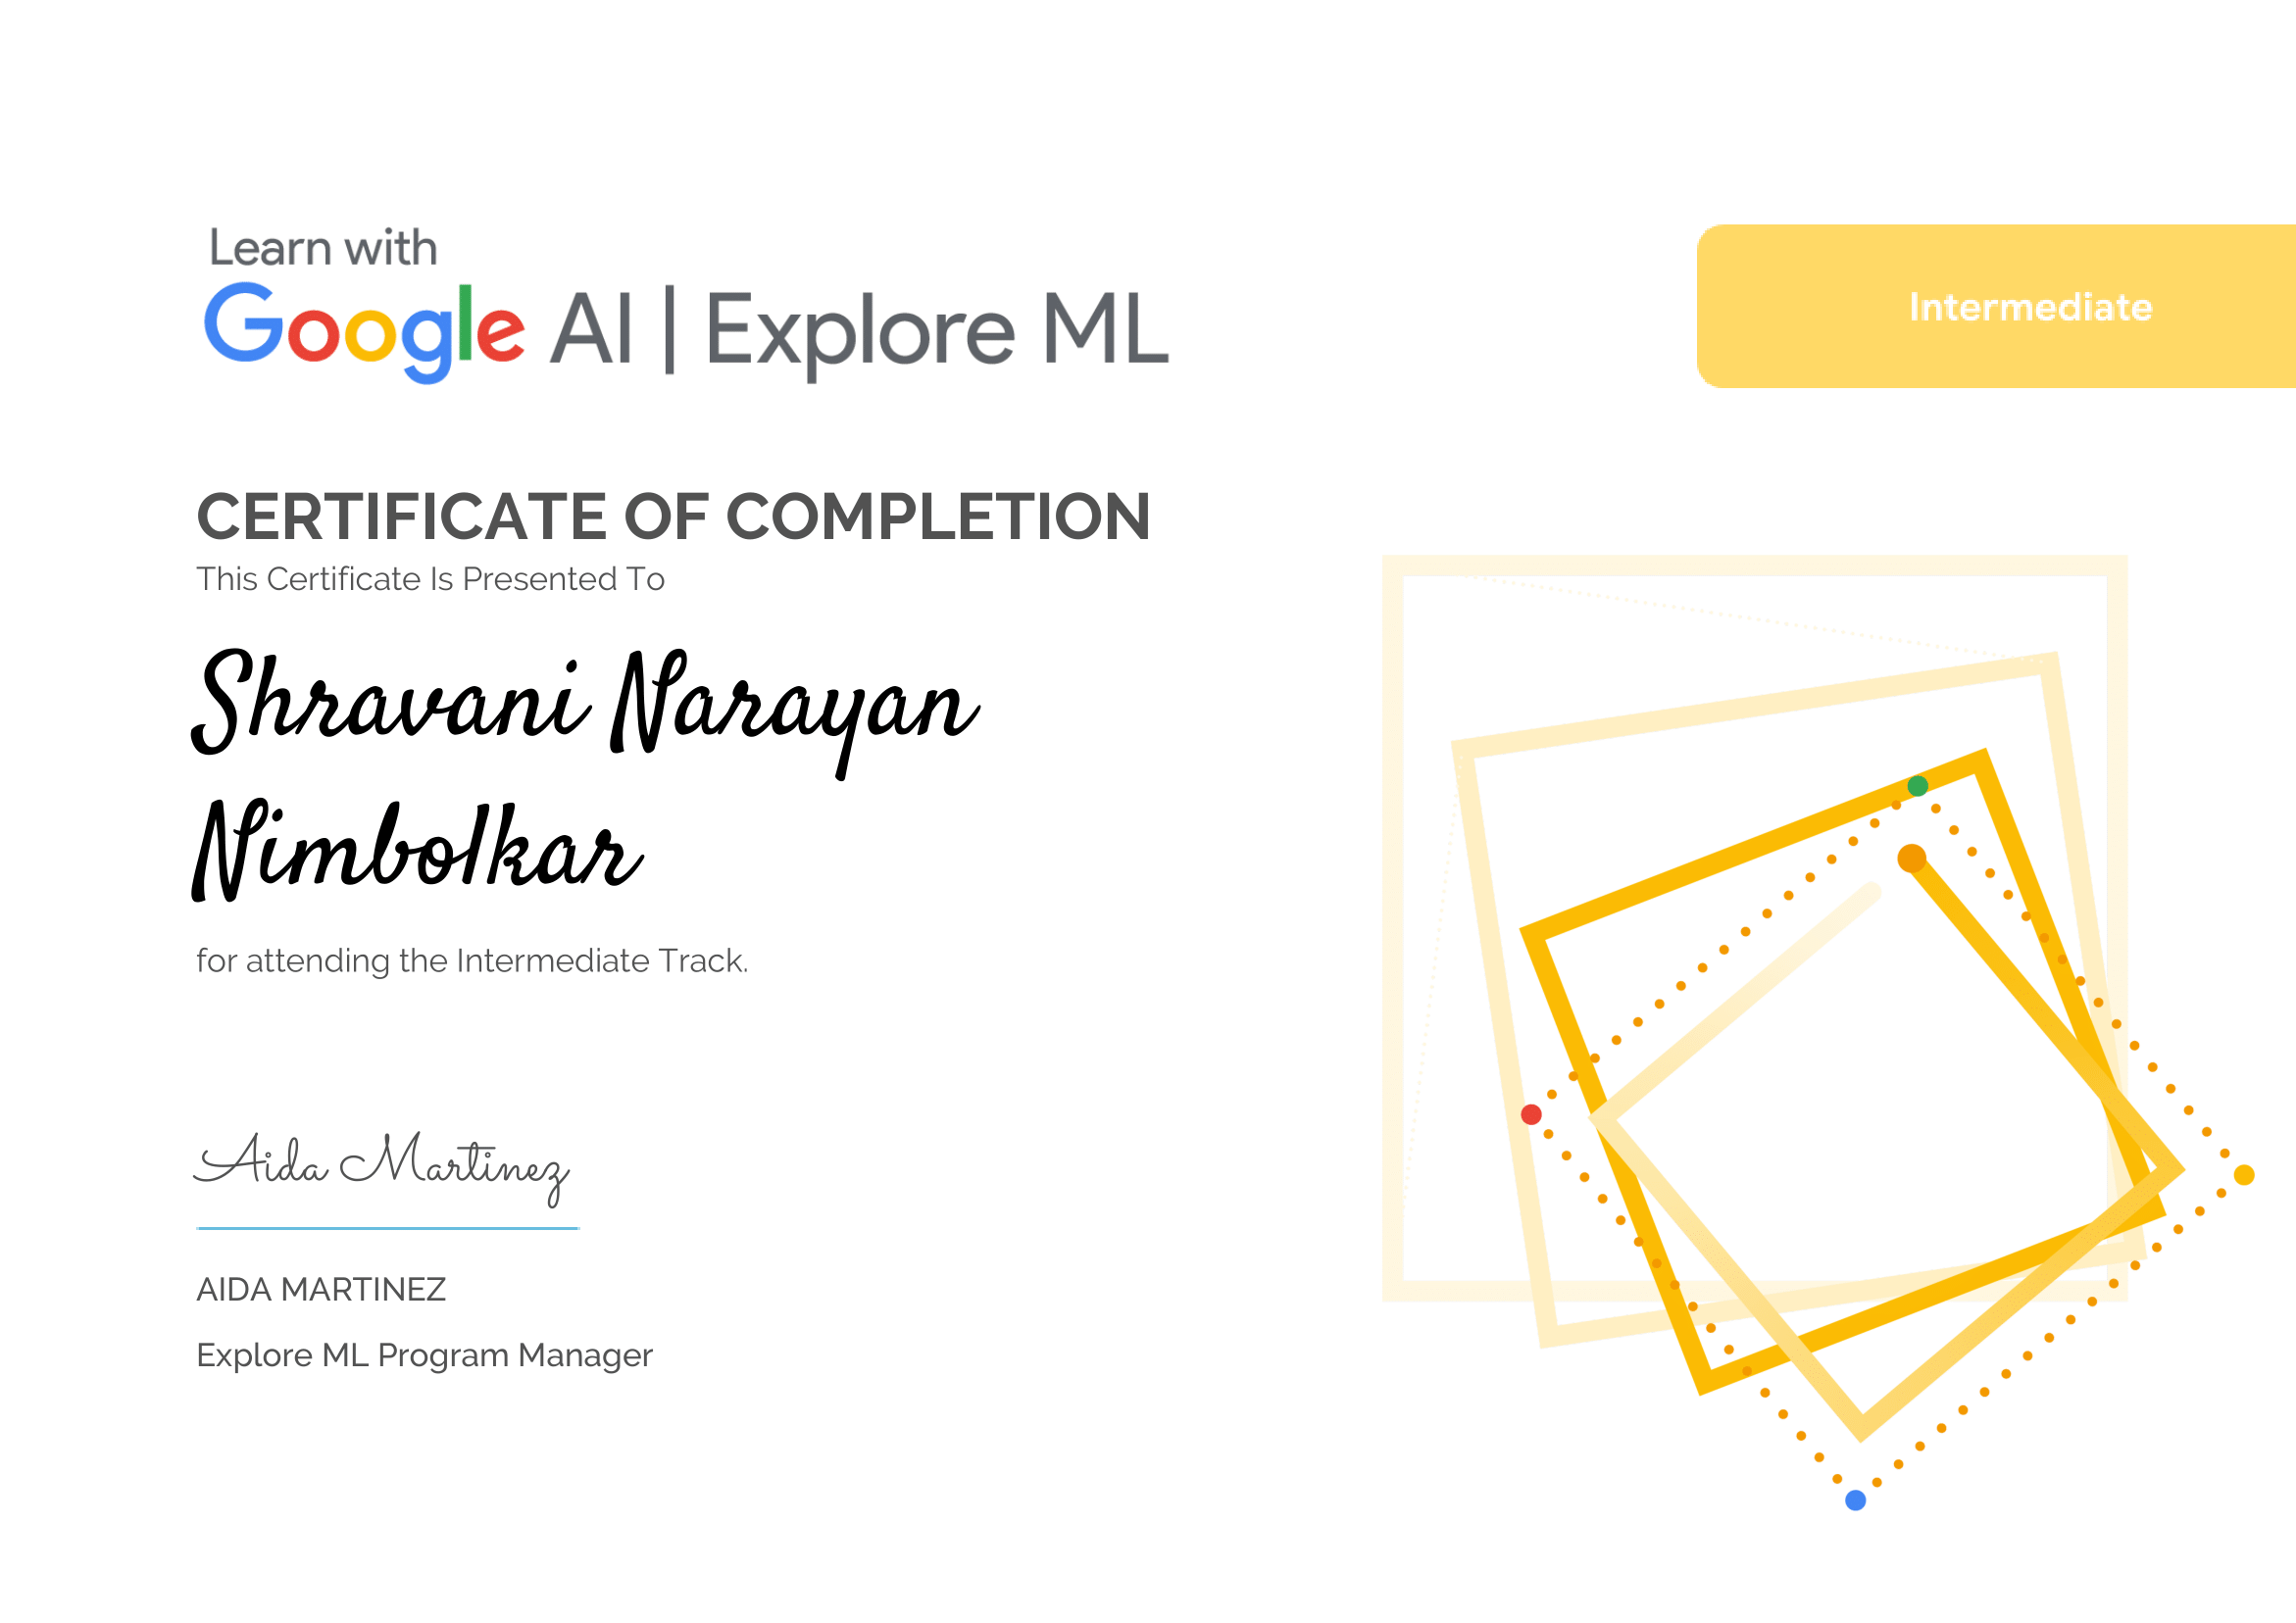 Learn with
Google AI | Explore ML
Intermediate
CERTIFICATE OF COMPLETION
This Certificate Is Presented To
Shravani Narayan
Nimbolkar
for attending the Intermediate Track.
Aida Martinez
AIDA MARTINEZ
Explore ML Program Manager